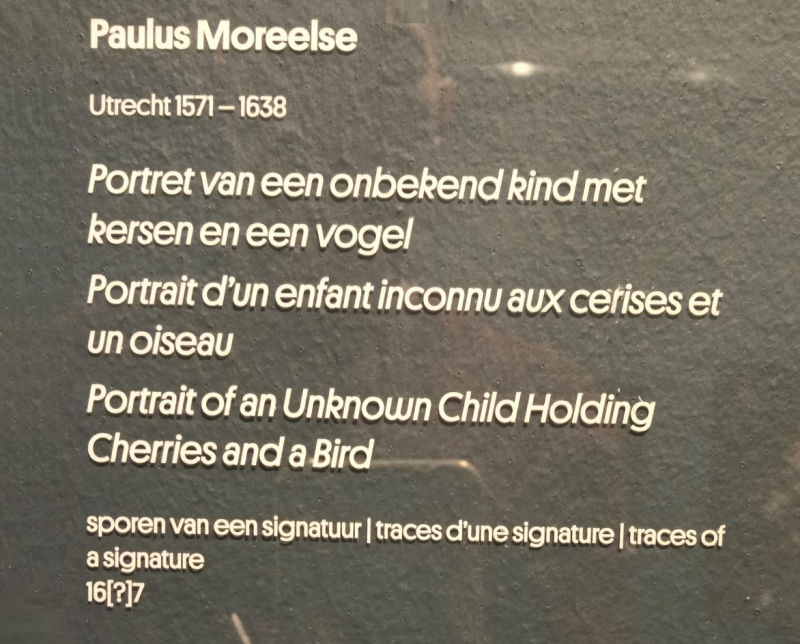 Paulus Moreelse
Utrecht 1571 – 1638
Portret van een onbekend kind met
kersen en een vogel
Portrait d'un enfant inconnu aux cerises et
un oiseau
Portrait of an Unknown Child Holding
Cherries and a Bird
sporen van een signatuur | traces d'une signature | traces of
a signature
16[?]7